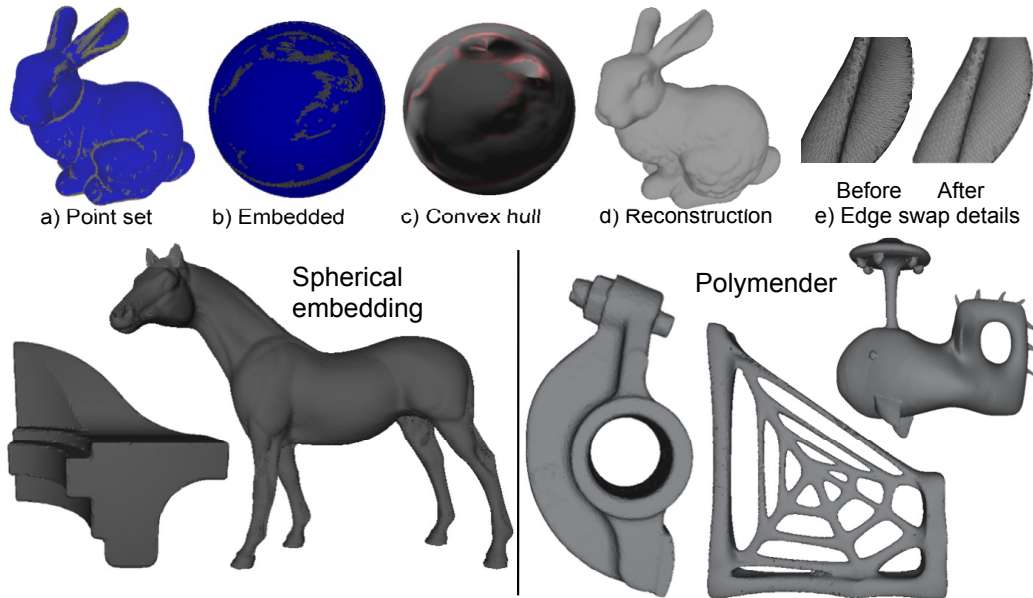 a) Point set
b) Embedded
c) Convex hull
d) Reconstruction
Before After
e) Edge swap details
Spherical
embedding
Polymender